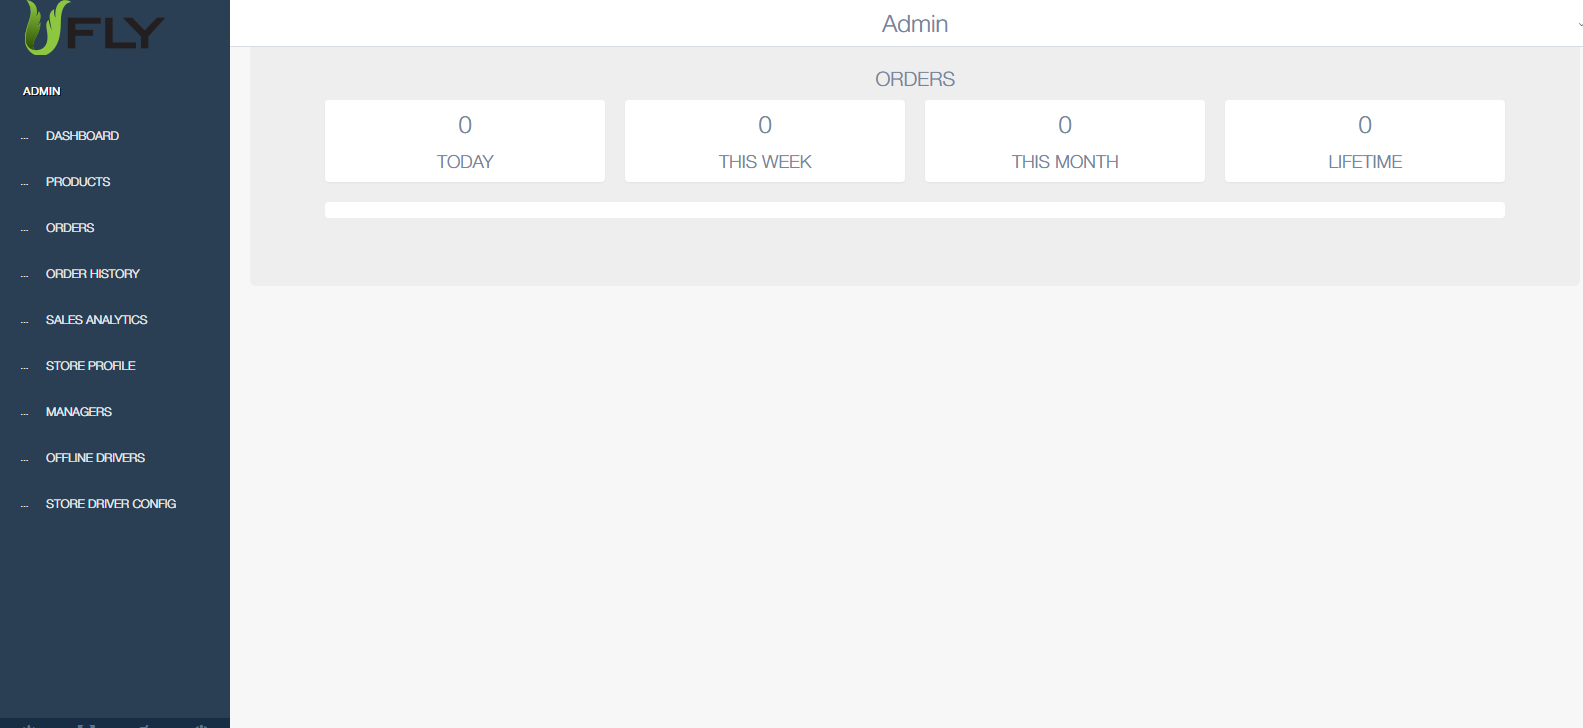 UFLY
Admin
ADMIN
... DASHBOARD
... PRODUCTS
... ORDERS
... ORDER HISTORY
... SALES ANALYTICS
... STORE PROFILE
... MANAGERS
... OFFLINE DRIVERS
... STORE DRIVER CONFIG
ORDERS
0
TODAY
0
THIS WEEK
0
THIS MONTH
0
LIFETIME